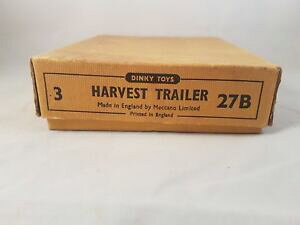 DINKY TOYS
3 HARVEST TRAILER 27B
Made in England by Meccano Limited
Printed in England